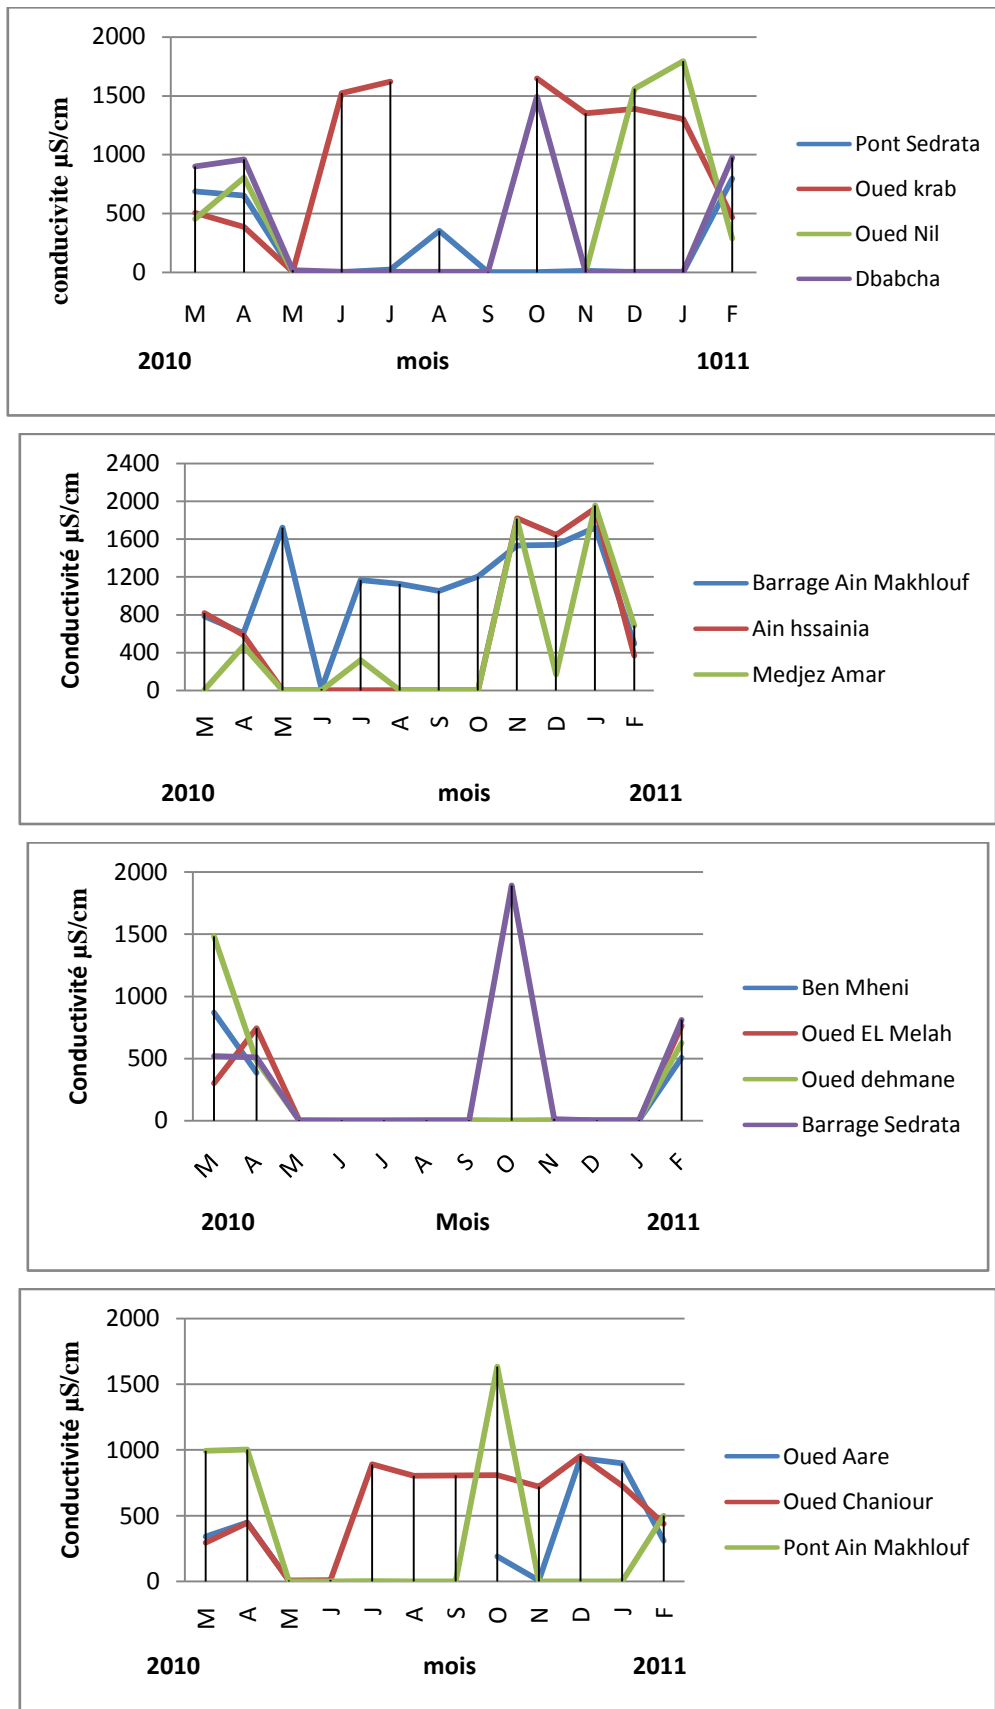 2000
1500
1000
500
0
conducivite µS/cm
M A M J J A S O N D J F
2010 mois 1011
Pont Sedrata
Oued krab
Oued Nil
Dbabcha
2400
2000
1600
1200
800
400
0
Conductivité µS/cm
M A M J J A S O N D J F
2010 mois 2011
Barrage Ain Makhlouf
Ain hssainia
Medjez Amar
2000
1500
1000
500
0
Conductivité µS/cm
M A M J J A S O N D J F
2010 Mois 2011
Ben Mheni
Oued EL Melah
Oued dehmane
Barrage Sedrata
2000
1500
1000
500
0
Conductivité µS/cm
M A M J J A S O N D J F
2010 mois 2011
Oued Aare
Oued Chaniour
Pont Ain Makhlouf